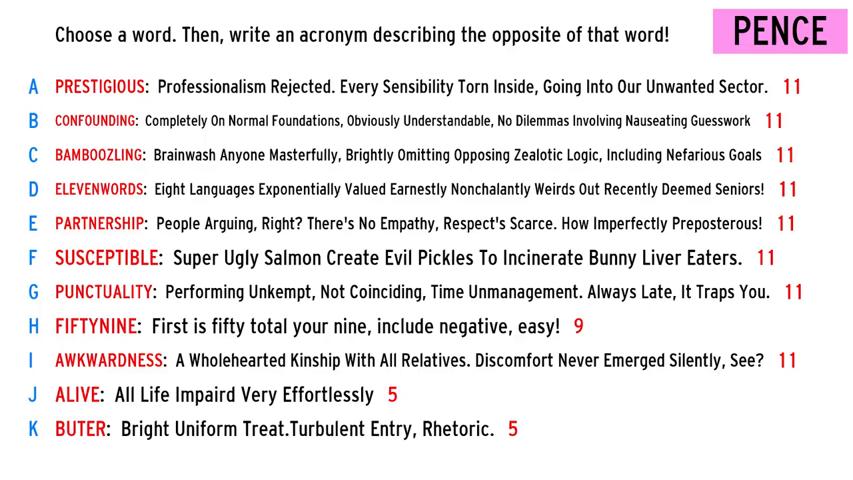 Choose a word. Then, write an acronym describing the opposite of that word!
PENCE
A PRESTIGIOUS: Professionalism Rejected. Every Sensibility Torn Inside, Going Into Our Unwanted Sector. 11
B CONFOUNDING: Completely On Normal Foundations, Obviously Understandable, No Dilemmas Involving Nauseating Guesswork 11
C BAMBOOZLING: Brainwash Anyone Masterfully, Brightly Omitting Opposing Zealotic Logic, Including Nefarious Goals 11
D ELEVENWORDS: Eight Languages Exponentially Valued Earnestly Nonchalantly Weirds Out Recently Deemed Seniors! 11
E PARTNERSHIP: People Arguing, Right? There's No Empathy, Respect's Scarce. How Imperfectly Preposterous! 11
F SUSCEPTIBLE: Super Ugly Salmon Create Evil Pickles To Incinerate Bunny Liver Eaters. 11
G PUNCTUALITY: Performing Unkempt, Not Coinciding, Time Unmanagement. Always Late, It Traps You. 11
H FIFTYNINE: First is fifty total your nine, include negative, easy! 9
I AWKWARDNESS: A Wholehearted Kinship With All Relatives. Discomfort Never Emerged Silently, See? 11
J ALIVE: All Life Impaird Very Effortlessly 5
K BUTER: Bright Uniform Treat.Turbulent Entry, Rhetoric. 5